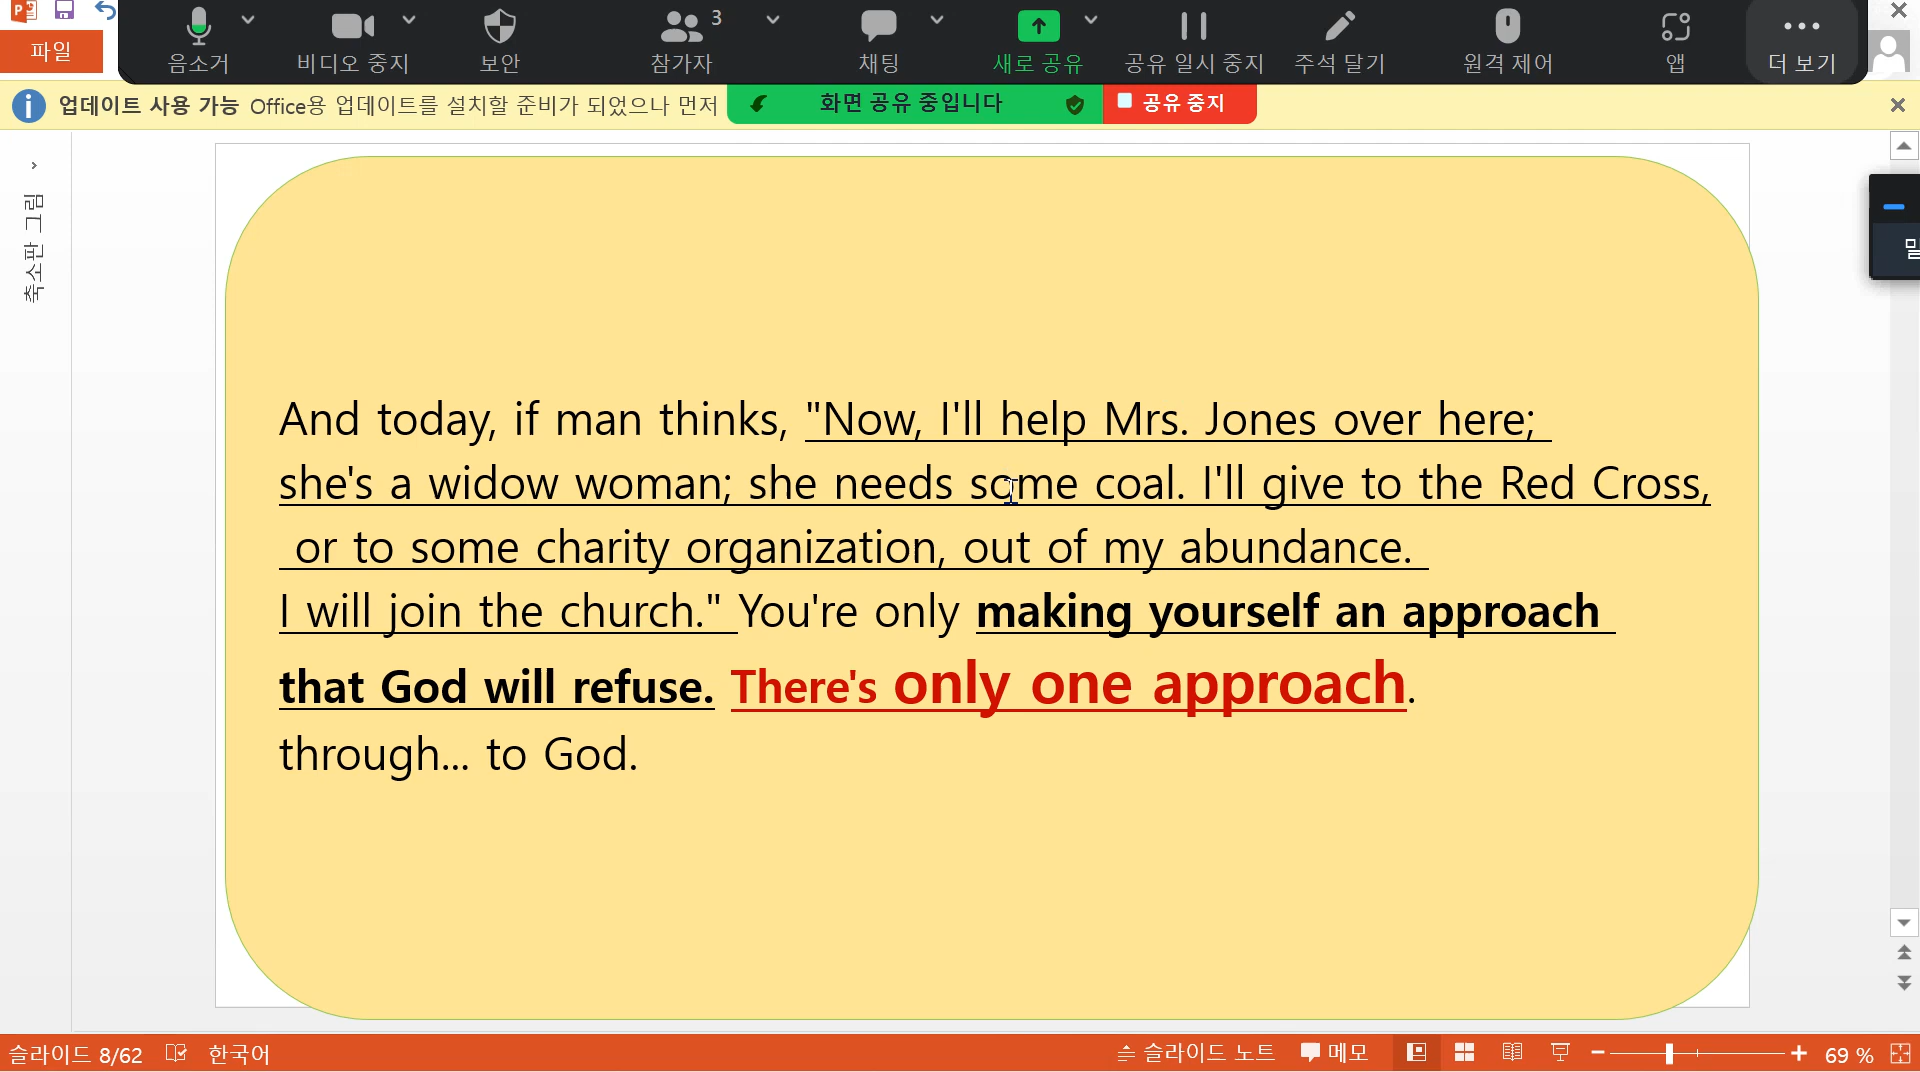 파일
음소거
비디오 중지
보안
참가자
3
채팅
새로 공유
공유 일시 중지
주석 달기
원격 제어
앱
더 보기
업데이트 사용 가능 Office용 업데이트를 설치할 준비가 되었으나 먼저
화면 공유 중입니다
공유 중지
축소판 그림
And today, if man thinks, "Now, I'll help Mrs. Jones over here;
she's a widow woman; she needs some coal. I'll give to the Red Cross,
or to some charity organization, out of my abundance.
I will join the church." You're only making yourself an approach
that God will refuse. There's only one approach.
through... to God.
슬라이드 8/62
한국어
슬라이드 노트
메모
69 %